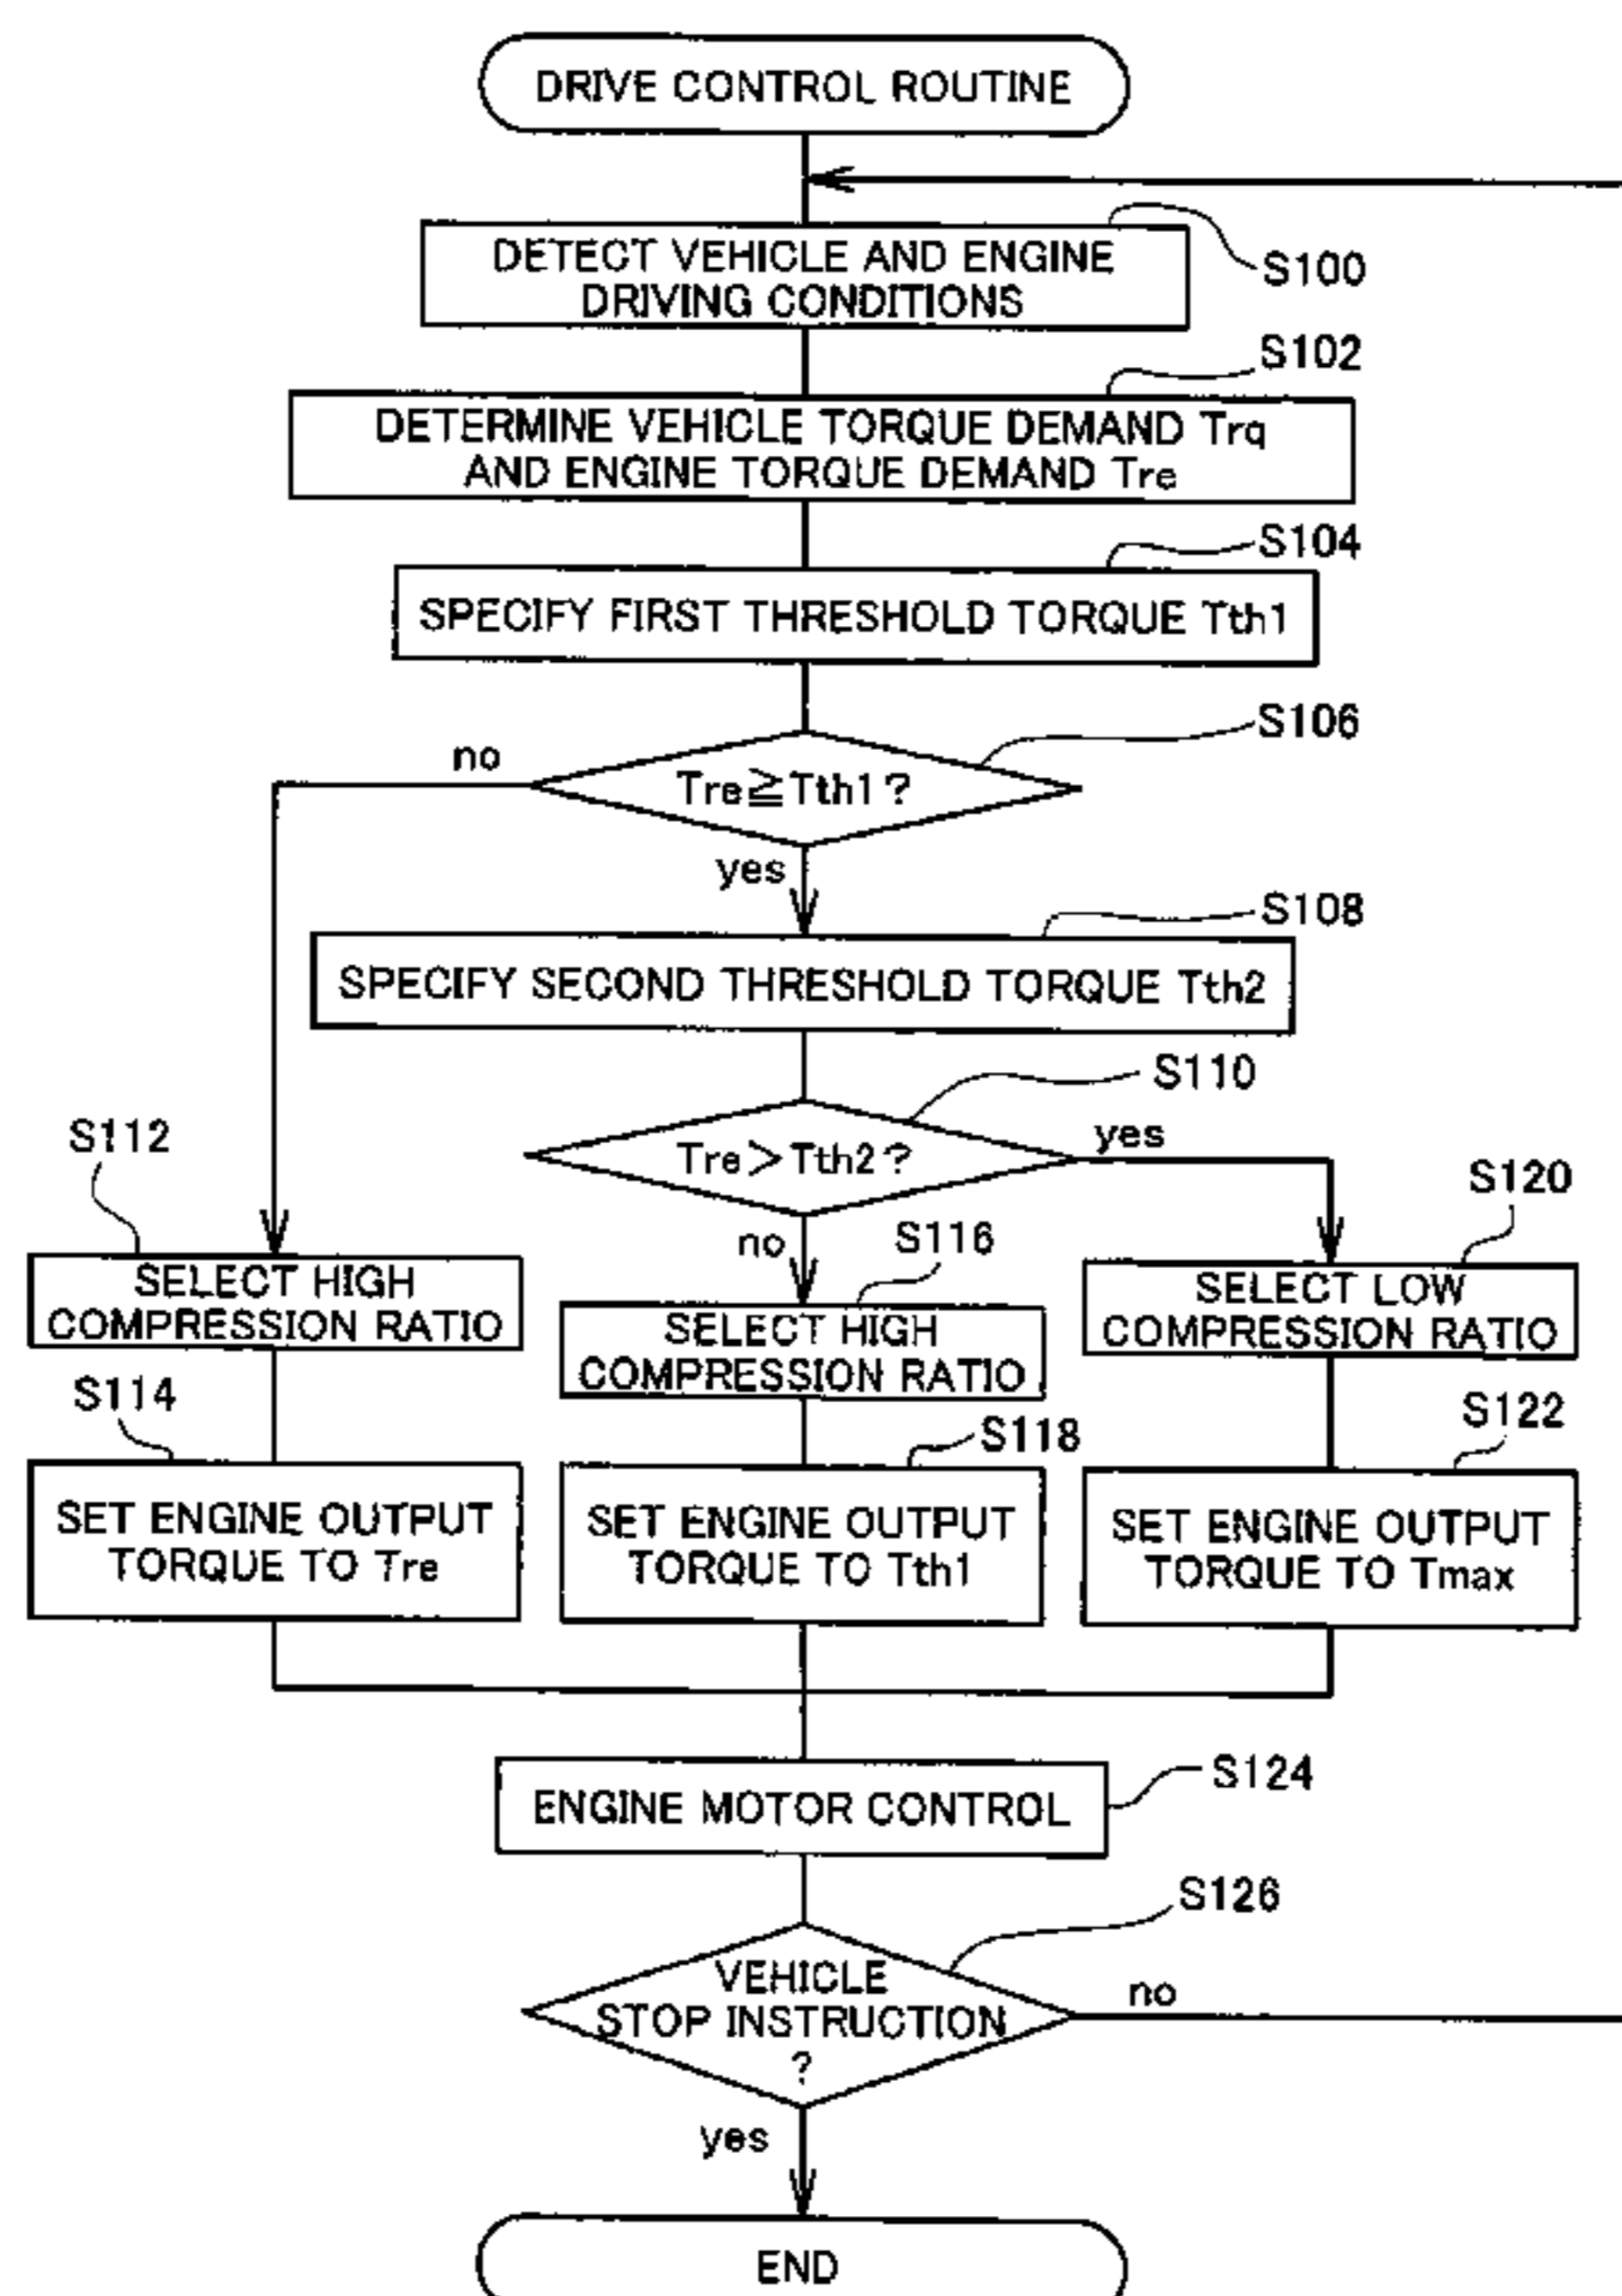 DRIVE CONTROL ROUTINE
S100
DETECT VEHICLE AND ENGINE
DRIVING CONDITIONS
S102
DETERMINE VEHICLE TORQUE DEMAND Trq
AND ENGINE TORQUE DEMAND Tre
S104
SPECIFY FIRST THRESHOLD TORQUE Tth1
S106
no
Tre≧Tth1?
yes
S108
SPECIFY SECOND THRESHOLD TORQUE Tth2
S110
Tre>Tth2?
yes
no
S112
SELECT HIGH
COMPRESSION RATIO
S114
SET ENGINE OUTPUT
TORQUE TO Tre
S116
SELECT HIGH
COMPRESSION RATIO
S118
SET ENGINE OUTPUT
TORQUE TO Tth1
S120
SELECT LOW
COMPRESSION RATIO
S122
SET ENGINE OUTPUT
TORQUE TO Tmax
S124
ENGINE MOTOR CONTROL
S126
VEHICLE
STOP INSTRUCTION
?
no
yes
END